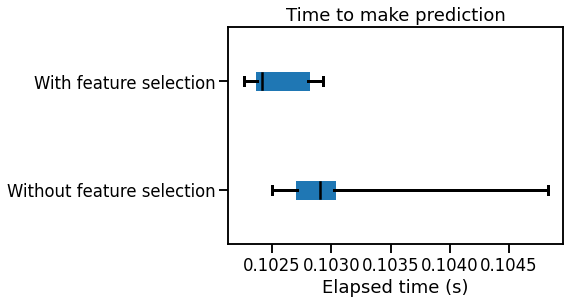 Time to make prediction
With feature selection
Without feature selection
0.1025 0.1030 0.1035 0.1040 0.1045
Elapsed time (s)